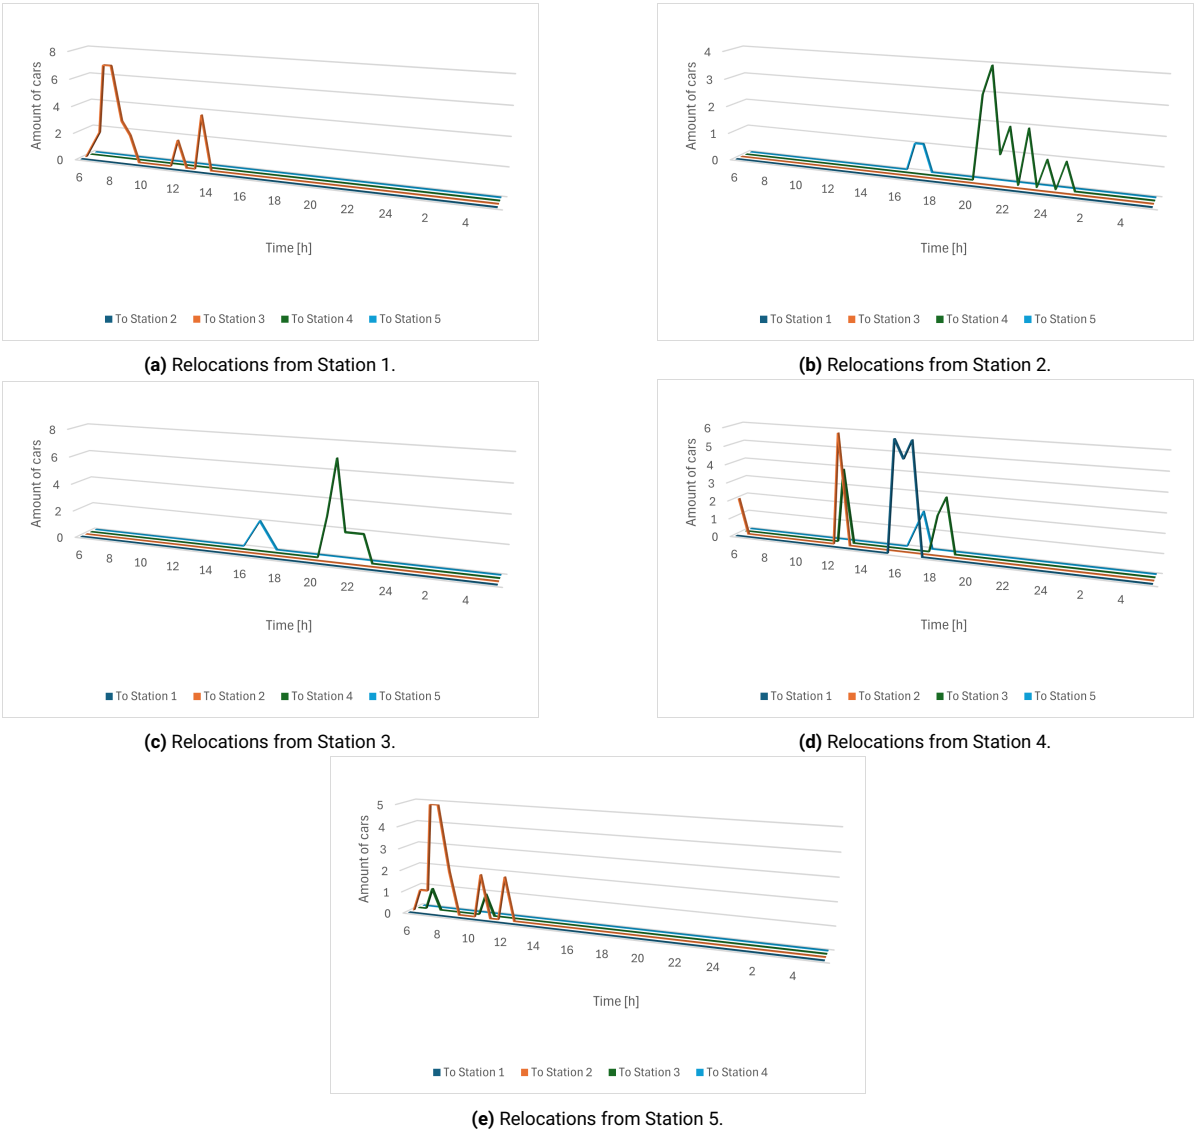 8
6
4
2
0
Amount of cars
6 8 10 12 14 16 18 20 22 24 2 4
Time [h]
To Station 2 To Station 3 To Station 4 To Station 5
(a) Relocations from Station 1.
4
3
2
1
0
Amount of cars
6 8 10 12 14 16 18 20 22 24 2 4
Time [h]
To Station 1 To Station 3 To Station 4 To Station 5
(b) Relocations from Station 2.
8
6
4
2
0
Amount of cars
6 8 10 12 14 16 18 20 22 24 2 4
Time [h]
To Station 1 To Station 2 To Station 4 To Station 5
(c) Relocations from Station 3.
6
5
4
3
2
1
0
Amount of cars
6 8 10 12 14 16 18 20 22 24 2 4
Time [h]
To Station 1 To Station 2 To Station 3 To Station 5
(d) Relocations from Station 4.
5
4
3
2
1
0
Amount of cars
6 8 10 12 14 16 18 20 22 24 2 4
Time [h]
To Station 1 To Station 2 To Station 3 To Station 4
(e) Relocations from Station 5.